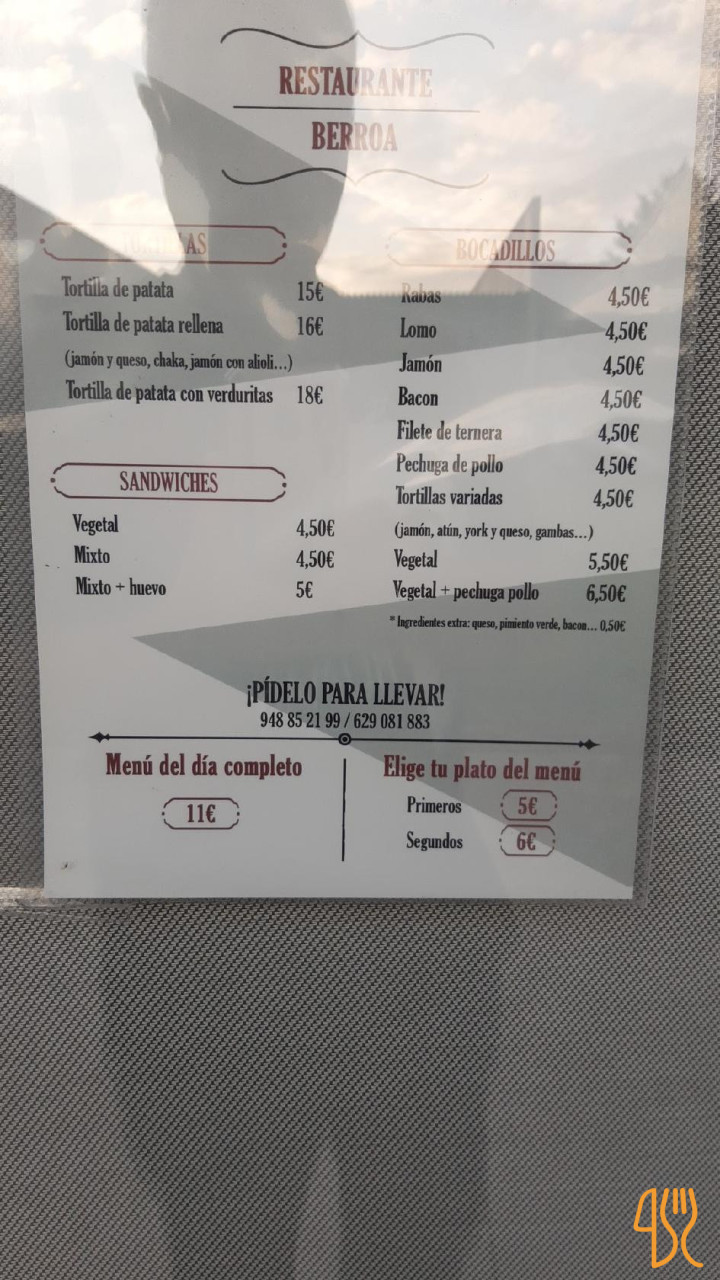 RESTAURANTE
BERROA
TORTILLAS
Tortilla de patata 15€
Tortilla de patata rellena 16€
(jamón y queso, chaka, jamón con alioli...)
Tortilla de patata con verduritas 18€
SANDWICHES
Vegetal 4,50€
Mixto 4,50€
Mixto + huevo 5€
BOCADILLOS
Rabas 4,50€
Lomo 4,50€
Jamón 4,50€
Bacon 4,50€
Filete de ternera 4,50€
Pechuga de pollo 4,50€
Tortillas variadas 4,50€
(jamón, atún, york y queso, gambas...)
Vegetal 5,50€
Vegetal + pechuga pollo 6,50€
* Ingredientes extra: queso, pimiento verde, bacon... 0,50€
¡PÍDELO PARA LLEVAR!
948 85 21 99 / 629 081 883
Menú del día completo
11€
Elige tu plato del menú
Primeros 5€
Segundos 6€